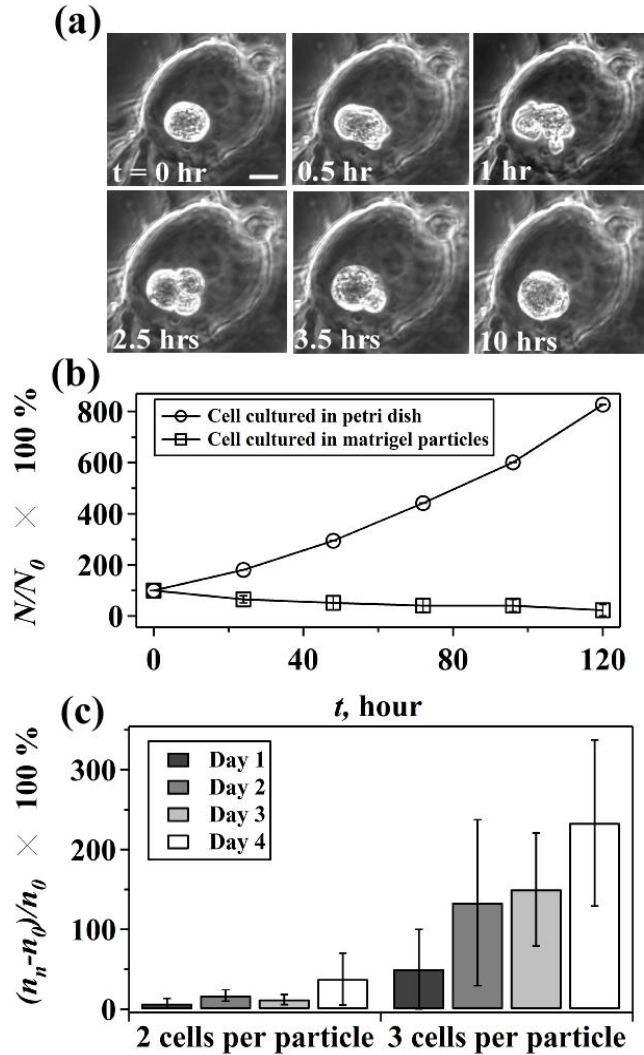 (a)
t = 0 hr
0.5 hr
1 hr
2.5 hrs
3.5 hrs
10 hrs
(b)
N/N0 × 100 %
800
600
400
200
0
Cell cultured in petri dish
Cell cultured in matrigel particles
0
40
80
120
t, hour
(c)
(nn-n0)/n0 × 100 %
300
200
100
0
Day 1
Day 2
Day 3
Day 4
2 cells per particle
3 cells per particle